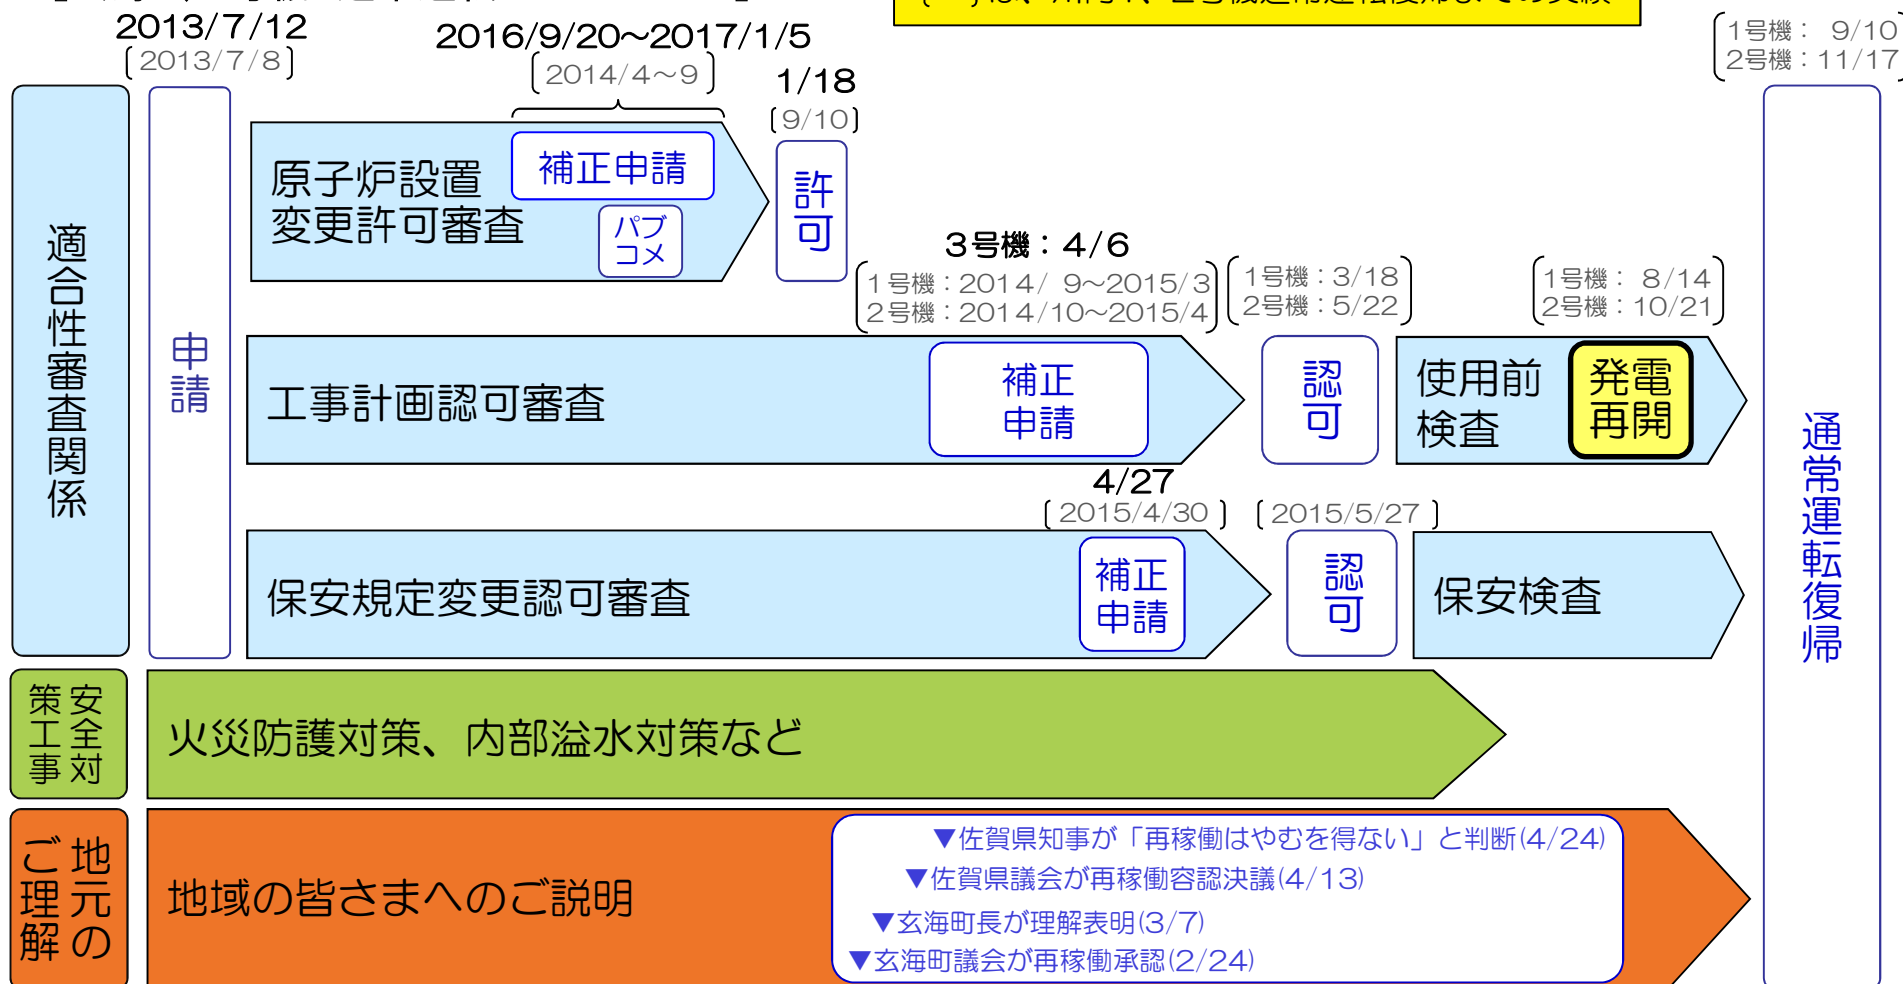 2013/7/12
[2013/7/8]
2016/9/20～2017/1/5
[2014/4～9]
1/18
[9/10]
1号機： 9/10
2号機：11/17
適合性審査関係
申請
原子炉設置
変更許可審査
補正申請
パブ
コメ
許可
3号機：4/6
1号機：2014/ 9～2015/3
2号機：2014/10～2015/4
1号機：3/18
2号機：5/22
1号機： 8/14
2号機：10/21
工事計画認可審査
補正
申請
認可
使用前
検査
発電
再開
4/27
[2015/4/30]
[2015/5/27]
保安規定変更認可審査
補正
申請
認可
保安検査
通常運転復帰
安全対
策工事
火災防護対策、内部溢水対策など
地元の
ご理解
地域の皆さまへのご説明
▼佐賀県知事が「再稼働はやむを得ない」と判断(4/24)
▼佐賀県議会が再稼働容認決議(4/13)
▼玄海町長が理解表明(3/7)
▼玄海町議会が再稼働承認(2/24)